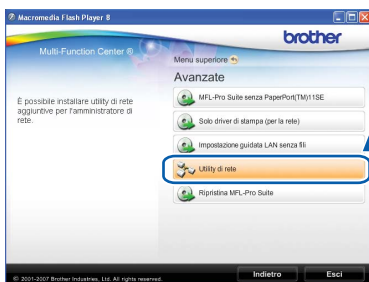 Macromedia Flash Player 8
brother
Multi-Function Center ®
Menu superiore
Avanzate
È possibile installare utility di rete
aggiuntive per l'amministratore di
rete.
MFL-Pro Suite senza PaperPort(TM)11SE
Solo driver di stampa (per la rete)
Impostazione guidata LAN senza fili
Utility di rete
Ripristina MFL-Pro Suite
© 2001-2007 Brother Industries, Ltd. All rights reserved.
Indietro
Esci